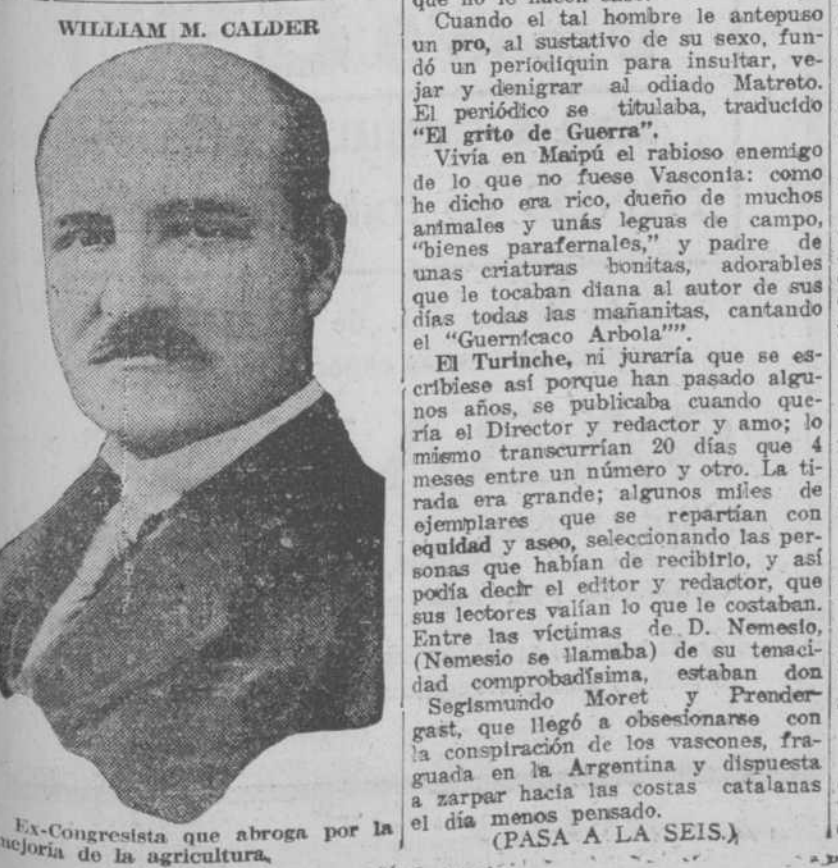 WILLIAM M. CALDER
Ex-Congresista que abroga por la
mejoría de la agricultura.
Cuando el tal hombre le antepuso
un pro, al sustativo de su sexo, fun-
dó un periodiquin para insultar, ve-
jar y denigrar al odiado Matreto.
El periódico se titulaba, traducido
"El grito de Guerra".
Vivía en Maipú el rabioso enemigo
de lo que no fuese Vasconia: como
he dicho era rico, dueño de muchos
animales y unás leguas de campo,
"bienes parafernales," y padre de
unas criaturas bonitas, adorables
que le tocaban diana al autor de sus
días todas las mañanitas, cantando
el "Guernicaco Arbola"".
El Turinche, ni juraría que se es-
cribiese así porque han pasado algu-
nos años, se publicaba cuando que-
ría el Director y redactor y amo; lo
mismo transcurrían 20 días que 4
meses entre un número y otro. La ti-
rada era grande; algunos miles de
ejemplares que se repartían con
equidad y aseo, seleccionando las per-
sonas que habían de recibirlo, y así
podía decir el editor y redactor, que
sus lectores valían lo que le costaban.
Entre las víctimas de D. Nemesio,
(Nemesio se llamaba) de su tenaci-
dad comprobadísima, estaban don
Segismundo Moret y Prender-
gast, que llegó a obsesionarse con
la conspiración de los vascones, fra-
guada en la Argentina y dispuesta
a zarpar hacia las costas catalanas
el día menos pensado.
(PASA A LA SEIS.)